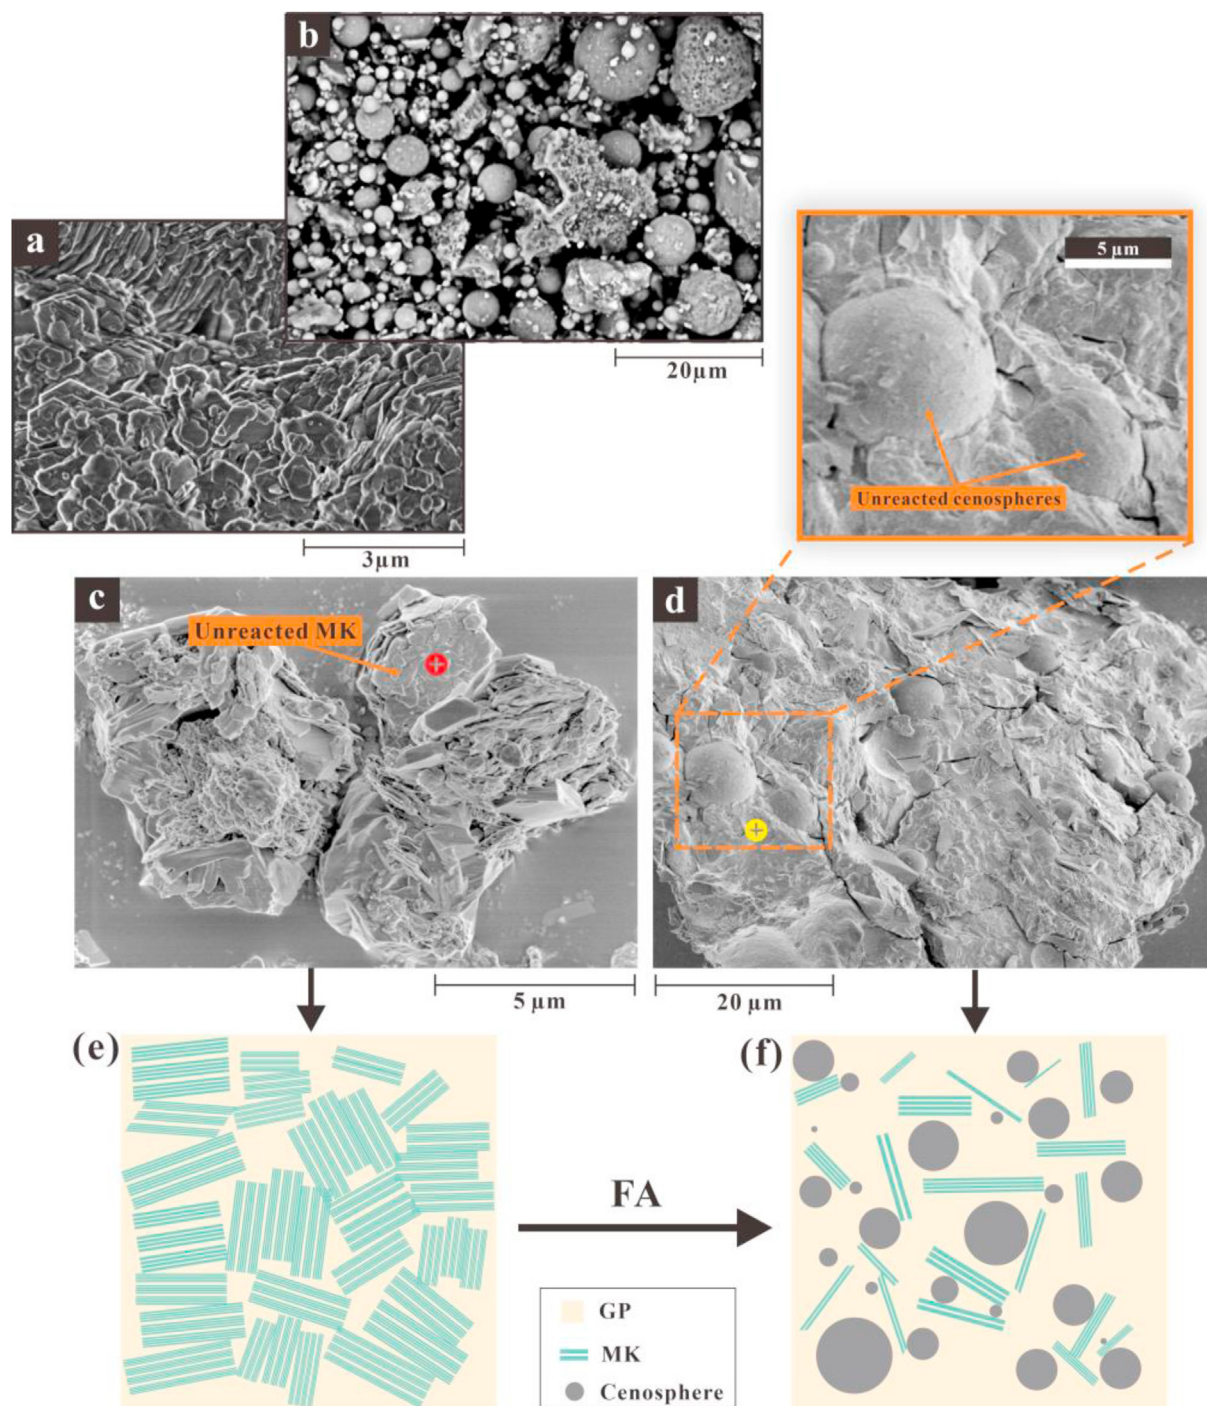 b
a
5 μm
20μm
Unreacted cenospheres
3μm
c
d
Unreacted MK
5 μm
20 μm
(e)
(f)
FA
GP
MK
Cenosphere